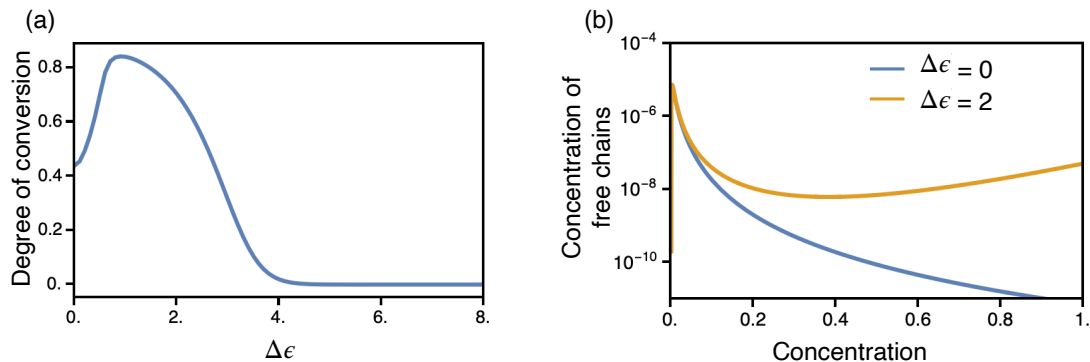 (a)
Degree of conversion
0.8
0.6
0.4
0.2
0.
0.
2.
4.
6.
8.
Δϵ
(b)
Concentration of
free chains
10⁻⁴
10⁻⁶
10⁻⁸
10⁻¹⁰
Δϵ = 0
Δϵ = 2
0.
0.2
0.4
0.6
0.8
1.
Concentration